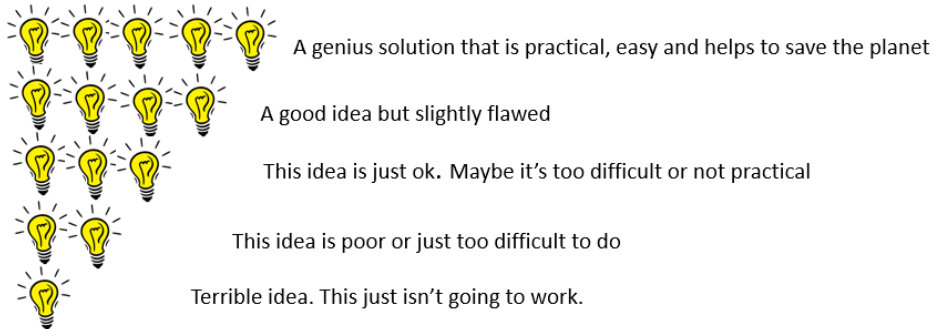 A genius solution that is practical, easy and helps to save the planet
A good idea but slightly flawed
This idea is just ok. Maybe it’s too difficult or not practical
This idea is poor or just too difficult to do
Terrible idea. This just isn’t going to work.